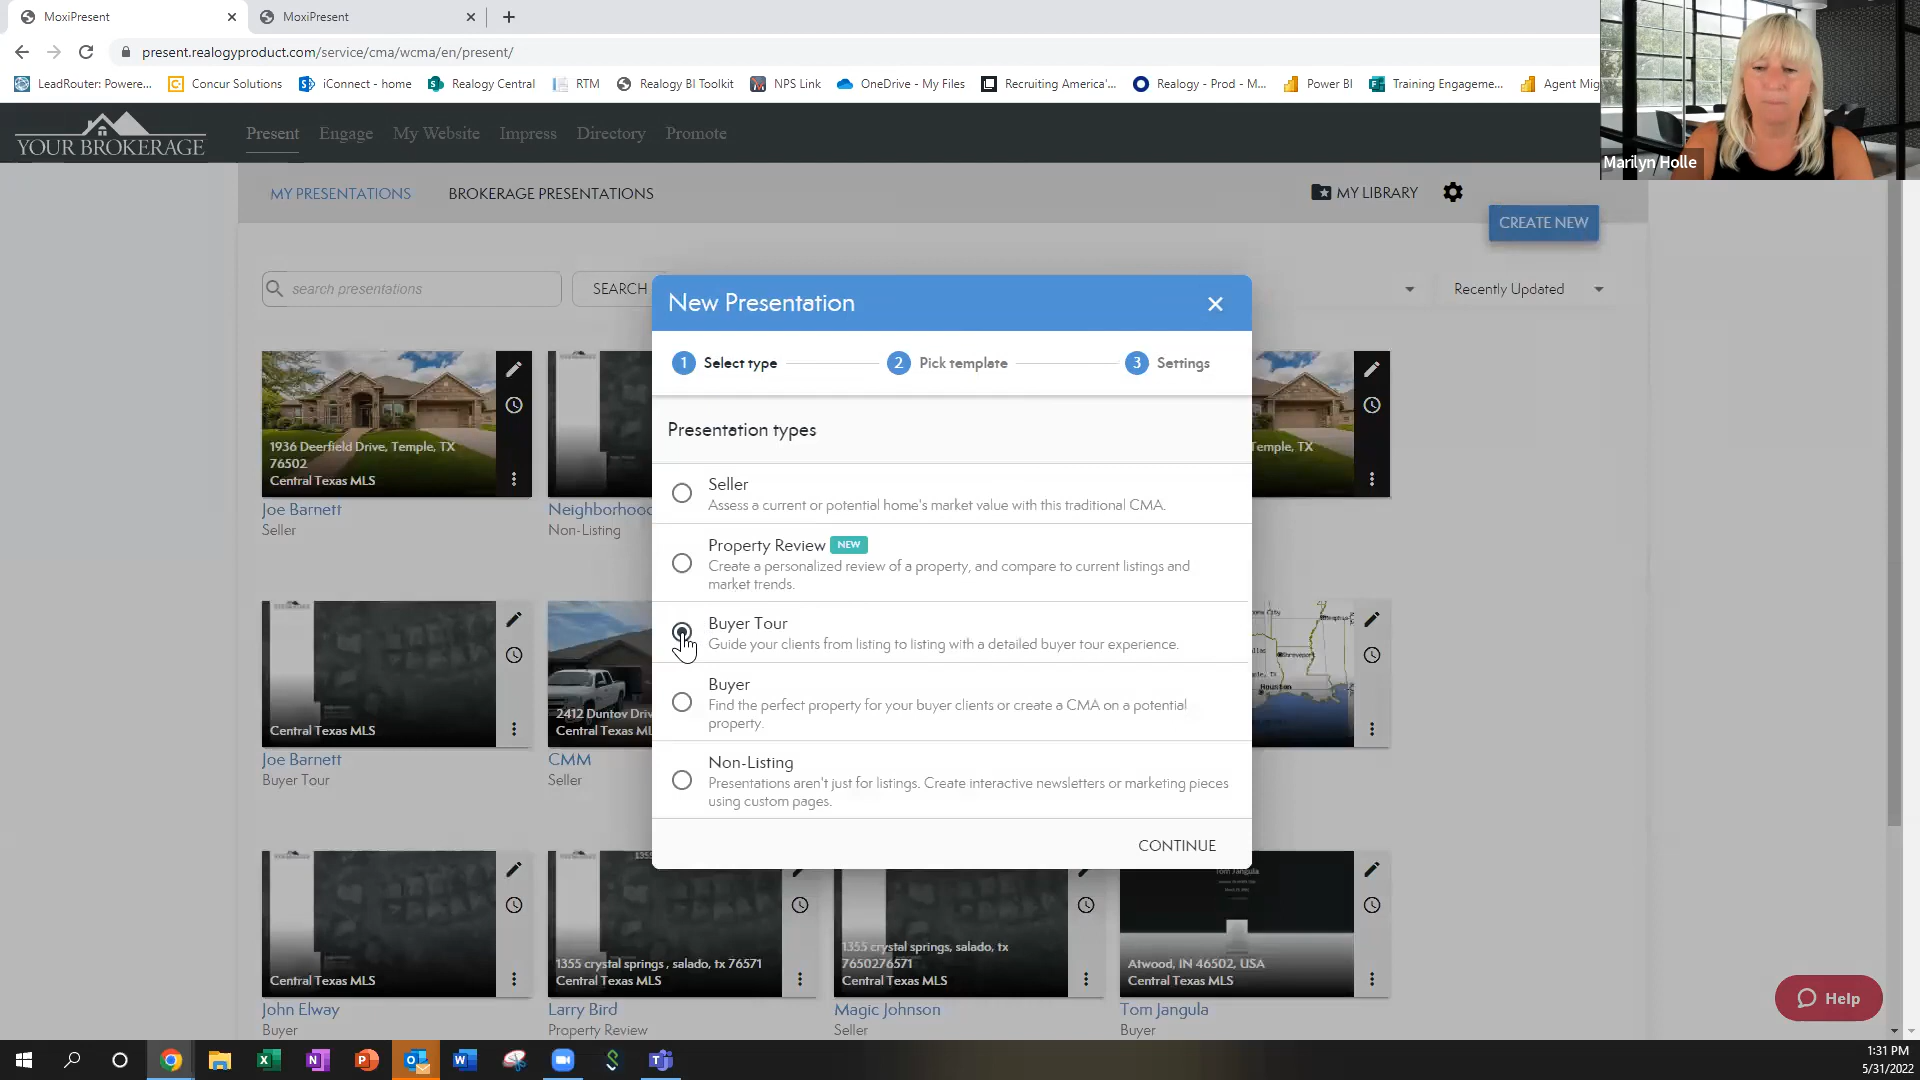 MoxiPresent
MoxiPresent
present.realogyproduct.com/service/cma/wcma/en/present/
LeadRouter: Powere...
Concur Solutions
iConnect - home
Realogy Central
RTM
Realogy BI Toolkit
NPS Link
OneDrive - My Files
Recruiting America'...
Realogy - Prod - M...
Power BI
Training Engageme...
Agent Mig
YOUR BROKERAGE
Present
Engage
My Website
Impress
Directory
Promote
Marilyn Holle
MY PRESENTATIONS
BROKERAGE PRESENTATIONS
MY LIBRARY
CREATE NEW
search presentations
SEARCH
Recently Updated
New Presentation
1 Select type
2 Pick template
3 Settings
Presentation types
Seller
Assess a current or potential home's market value with this traditional CMA.
Property Review NEW
Create a personalized review of a property, and compare to current listings and
market trends.
Buyer Tour
Guide your clients from listing to listing with a detailed buyer tour experience.
Buyer
Find the perfect property for your buyer clients or create a CMA on a potential
property.
Non-Listing
Presentations aren't just for listings. Create interactive newsletters or marketing pieces
using custom pages.
CONTINUE
1936 Deerfield Drive, Temple, TX
76502
Central Texas MLS
Joe Barnett
Seller
Neighborhood
Non-Listing
Temple, TX
Central Texas MLS
Joe Barnett
Buyer Tour
2412 Duntov Driv
Central Texas ML
CMM
Seller
Shreveport
Houston
Central Texas MLS
John Elway
Buyer
1355 crystal springs , salado, tx 76571
Central Texas MLS
Larry Bird
Property Review
1355 crystal springs, salado, tx
7650276571
Central Texas MLS
Magic Johnson
Seller
Tom Jangula
Atwood, IN 46502, USA
Central Texas MLS
Tom Jangula
Buyer
Help
1:31 PM
5/31/2022